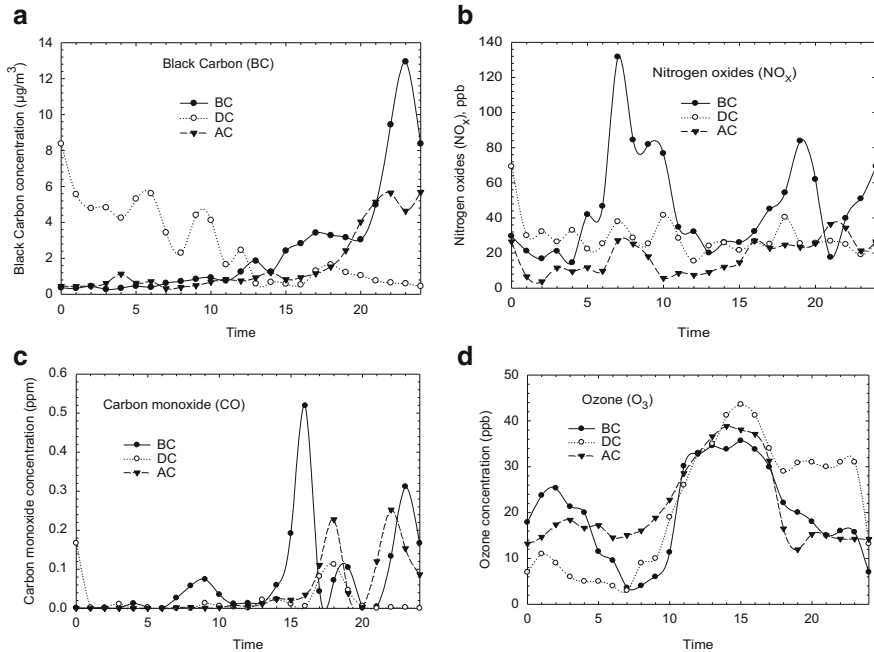 a
Black Carbon (BC)
BC
DC
AC
Black Carbon concentration (µg/m³)
14
12
10
8
6
4
2
0
0 5 10 15 20
Time
b
Nitrogen oxides (NOX)
BC
DC
AC
Nitrogen oxides (NOX), ppb
140
120
100
80
60
40
20
0
0 5 10 15 20
Time
c
Carbon monoxide (CO)
BC
DC
AC
Carbon monoxide concentration (ppm)
0.6
0.5
0.4
0.3
0.2
0.1
0.0
0 5 10 15 20
Time
d
Ozone (O3)
BC
DC
AC
Ozone concentration (ppb)
50
40
30
20
10
0
0 5 10 15 20
Time